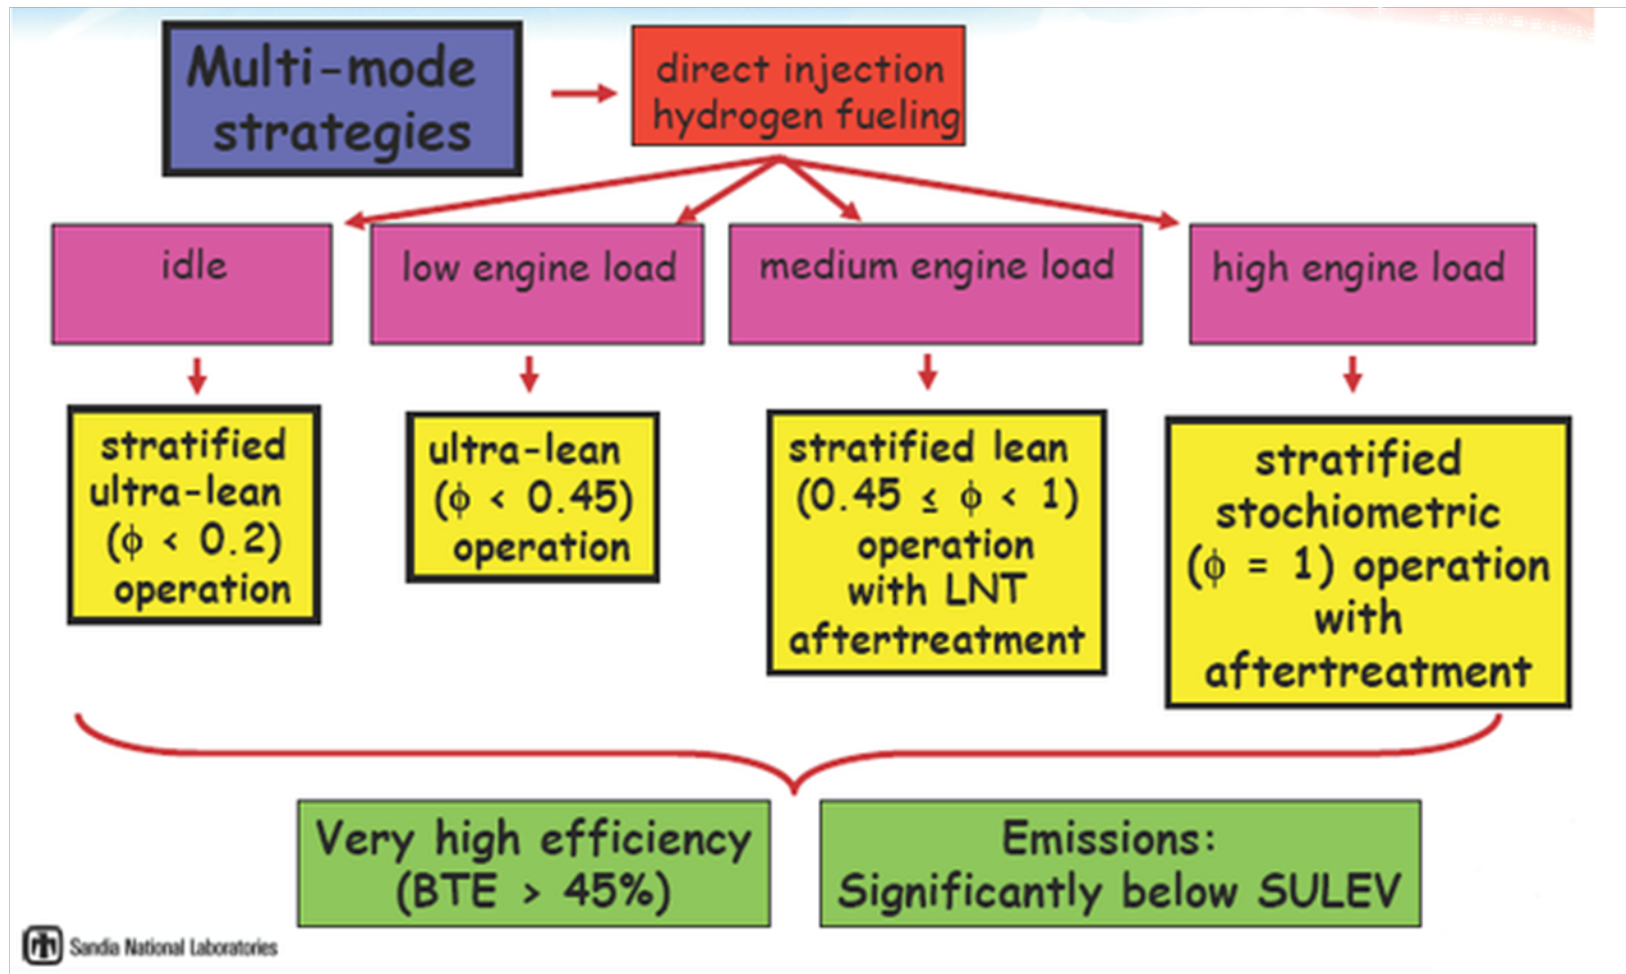 Multi-mode
strategies
direct injection
hydrogen fueling
idle
low engine load
medium engine load
high engine load
stratified
ultra-lean
(ϕ < 0.2)
operation
ultra-lean
(ϕ < 0.45)
operation
stratified lean
(0.45 ≤ ϕ < 1)
operation
with LNT
aftertreatment
stratified
stochiometric
(ϕ = 1) operation
with
aftertreatment
Very high efficiency
(BTE > 45%)
Emissions:
Significantly below SULEV
Sandia National Laboratories